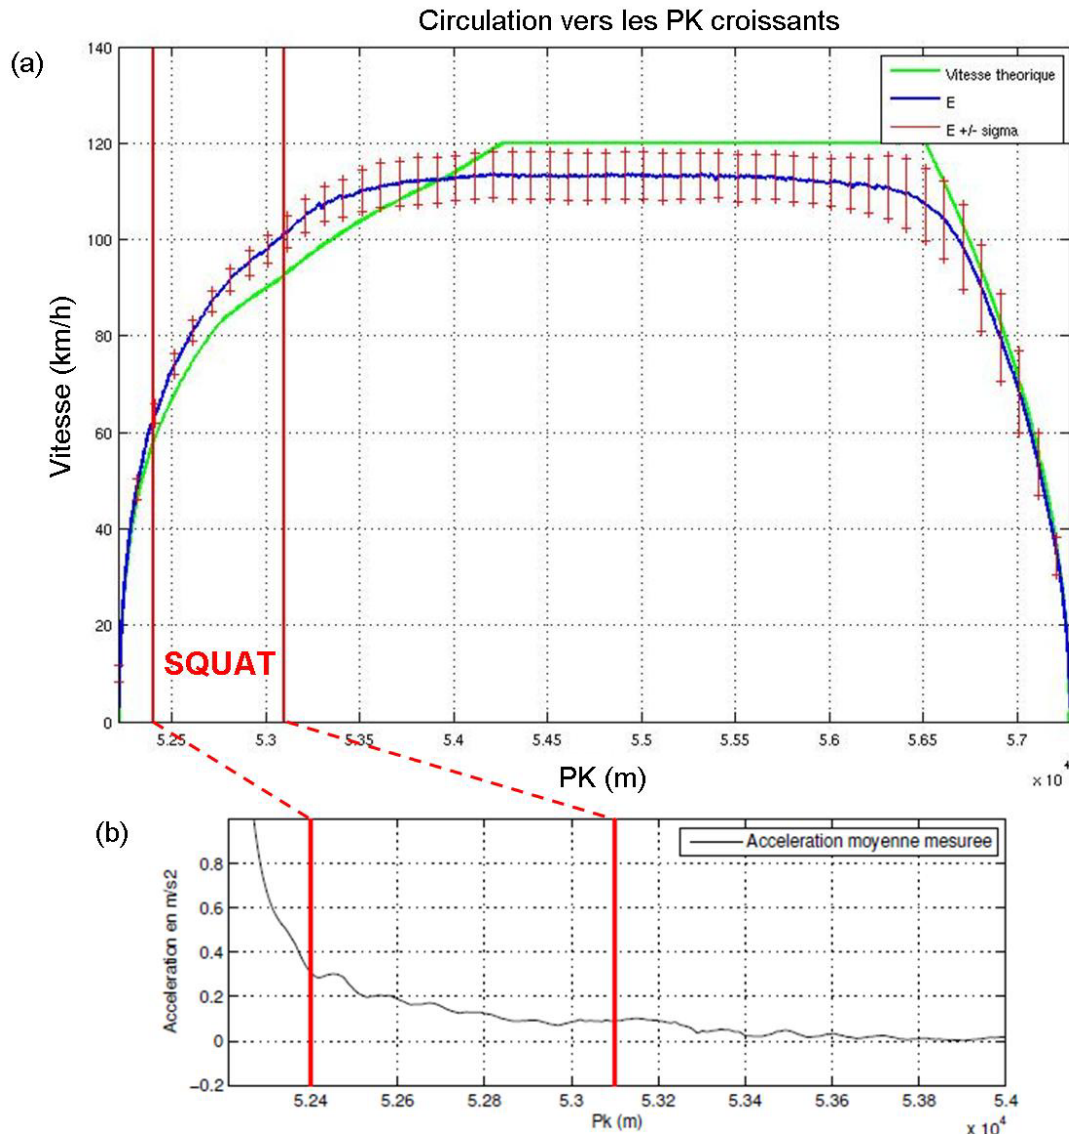 Circulation vers les PK croissants
(a)
140
120
100
80
60
40
20
0
Vitesse (km/h)
Vitesse theorique
E
E +/- sigma
SQUAT
5.25
5.3
5.35
5.4
5.45
5.5
5.55
5.6
5.65
5.7
PK (m)
x 10
(b)
Acceleration en m/s2
0.8
0.6
0.4
0.2
0
−0.2
Acceleration moyenne mesuree
5.24
5.26
5.28
5.3
5.32
5.34
5.36
5.38
5.4
Pk (m)
x 10⁴